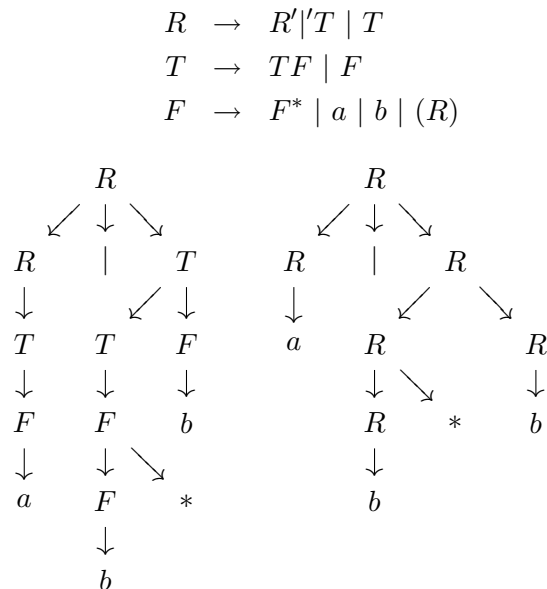 R → R'|'T | T
T → TF | F
F → F* | a | b | (R)
R R
R | T R | R
T T F a R R
F F b R * b
a F * b
b